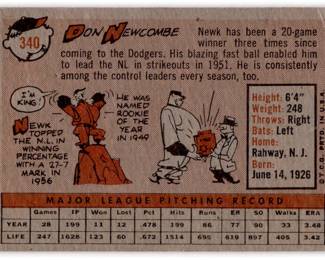 340
DON NEWCOMBE
Newk has been a 20-game
winner three times since
coming to the Dodgers. His blazing fast ball enabled
him to lead the NL in strikeouts in 1951. He is consistently
among the control leaders every season, too.
I'M
KING!
NEWK
TOPPED
THE N.L. IN
WINNING
PERCENTAGE
WITH A 27-7
MARK IN
1956
HE WAS
NAMED
ROOKIE
OF THE
YEAR IN
1949
Height: 6'4"
Weight: 248
Throws: Right
Bats: Left
Home:
Rahway, N. J.
Born:
June 14, 1926
©T.C.G. PRTD. IN U.S.A.
MAJOR LEAGUE PITCHING RECORD
Games IP Won Lost Pct. Hits Runs ER SO Walks ERA
YEAR 28 199 11 12 .478 199 86 77 90 33 3.48
LIFE 247 1628 123 60 .672 1514 695 619 887 405 3.42